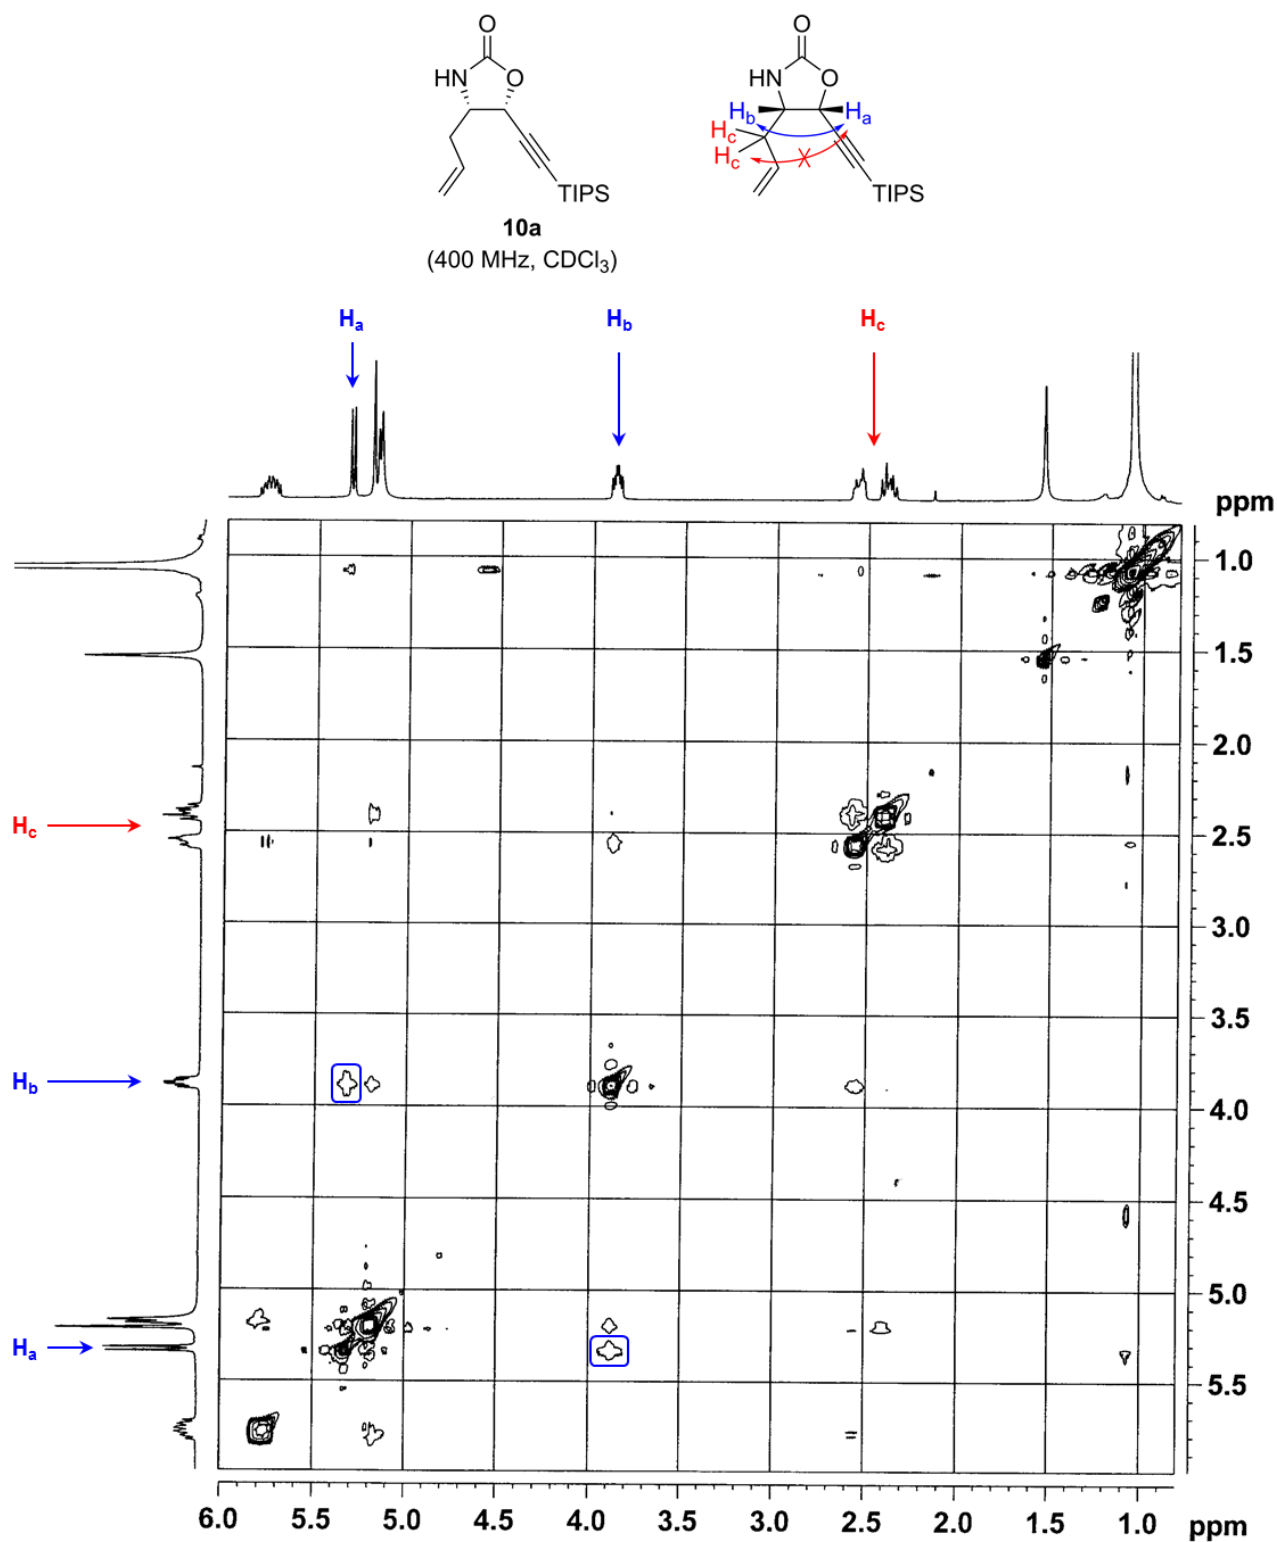 O O
HN O HN O
Hb Ha
Hc
Hc
TIPS TIPS
10a
(400 MHz, CDCl₃)
Ha Hb Hc
ppm
1.0
1.5
2.0
Hc
2.5
3.0
3.5
Hb
4.0
4.5
5.0
Ha
5.5
6.0 5.5 5.0 4.5 4.0 3.5 3.0 2.5 2.0 1.5 1.0 ppm